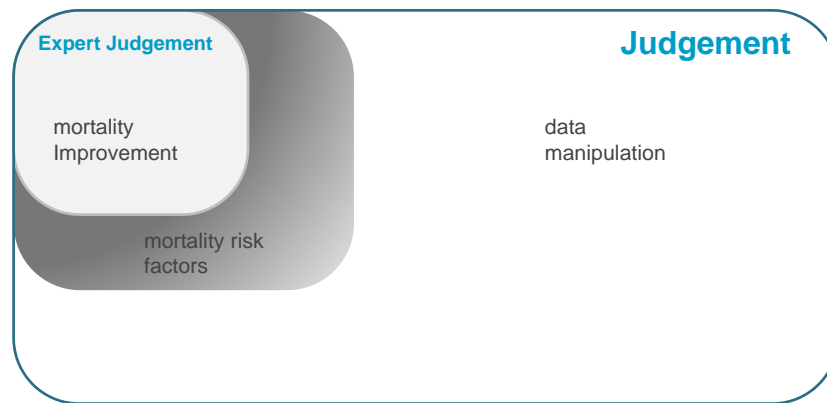 Expert Judgement
Judgement
mortality
Improvement
data
manipulation
mortality risk
factors